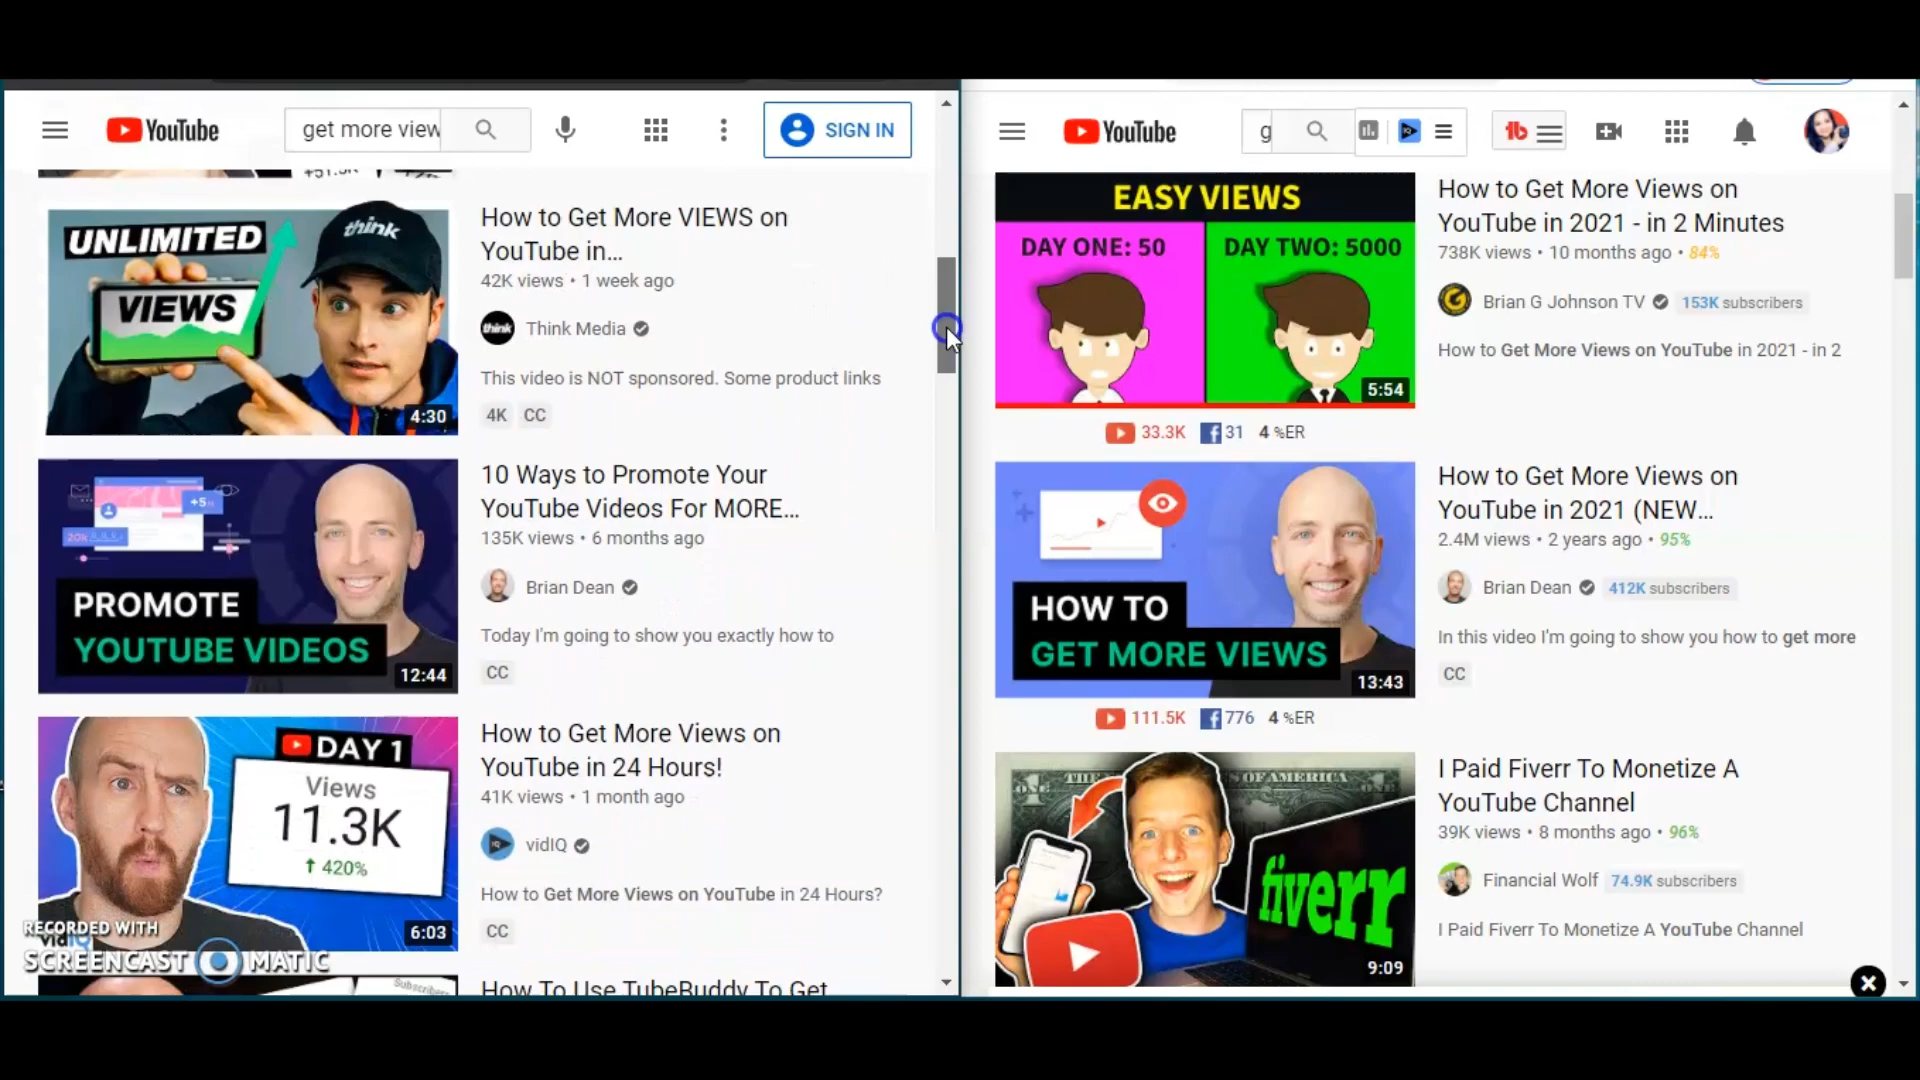 YouTube
get more view
SIGN IN
UNLIMITED
VIEWS
think
4:30
How to Get More VIEWS on
YouTube in...
42K views • 1 week ago
think
Think Media
This video is NOT sponsored. Some product links
4K CC
+5
20k
PROMOTE
YOUTUBE VIDEOS
12:44
10 Ways to Promote Your
YouTube Videos For MORE...
135K views • 6 months ago
Brian Dean
Today I'm going to show you exactly how to
CC
DAY 1
Views
11.3K
↑ 420%
6:03
How to Get More Views on
YouTube in 24 Hours!
41K views • 1 month ago
vidIQ
How to Get More Views on YouTube in 24 Hours?
CC
RECORDED WITH
SCREENCAST O MATIC
Subscribers
How To Use TubeBuddy To Get
YouTube
g
tb
EASY VIEWS
DAY ONE: 50
DAY TWO: 5000
5:54
33.3K 31 4 %ER
How to Get More Views on
YouTube in 2021 - in 2 Minutes
738K views • 10 months ago • 84%
Brian G Johnson TV 153K subscribers
How to Get More Views on YouTube in 2021 - in 2
HOW TO
GET MORE VIEWS
13:43
111.5K 776 4 %ER
How to Get More Views on
YouTube in 2021 (NEW...
2.4M views • 2 years ago • 95%
Brian Dean 412K subscribers
In this video I'm going to show you how to get more
CC
fiverr
9:09
I Paid Fiverr To Monetize A
YouTube Channel
39K views • 8 months ago • 96%
Financial Wolf 74.9K subscribers
I Paid Fiverr To Monetize A YouTube Channel